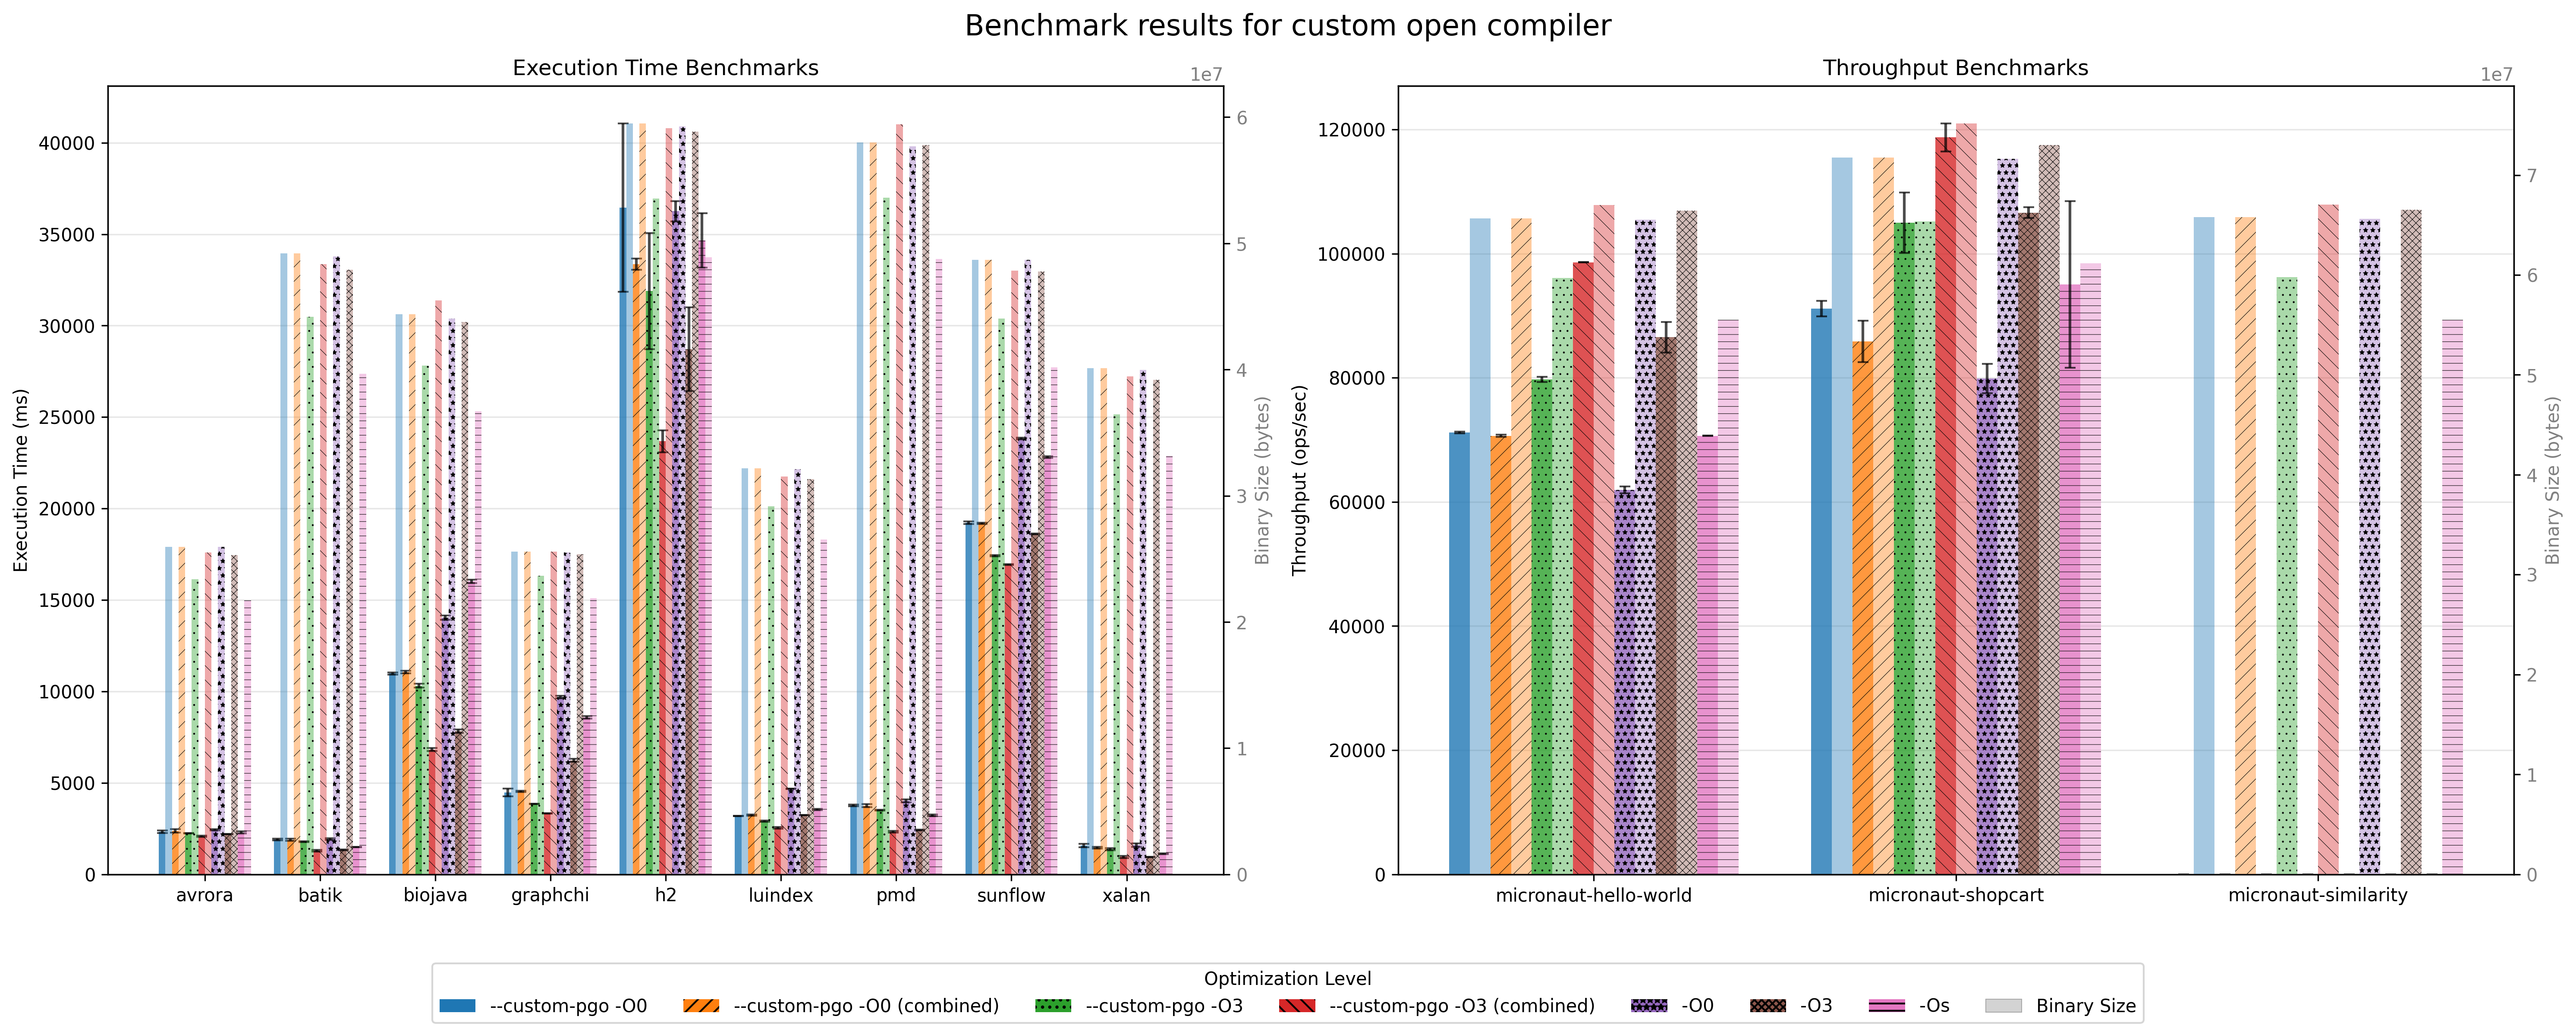 Benchmark results for custom open compiler
Execution Time Benchmarks
1e7
40000
35000
30000
25000
20000
15000
10000
5000
0
Execution Time (ms)
6
5
4
3
2
1
0
Binary Size (bytes)
avrora batik biojava graphchi h2 luindex pmd sunflow xalan
Throughput Benchmarks
1e7
120000
100000
80000
60000
40000
20000
0
Throughput (ops/sec)
7
6
5
4
3
2
1
0
Binary Size (bytes)
micronaut-hello-world micronaut-shopcart micronaut-similarity
Optimization Level
--custom-pgo -O0 --custom-pgo -O0 (combined) --custom-pgo -O3 --custom-pgo -O3 (combined) -O0 -O3 -Os Binary Size